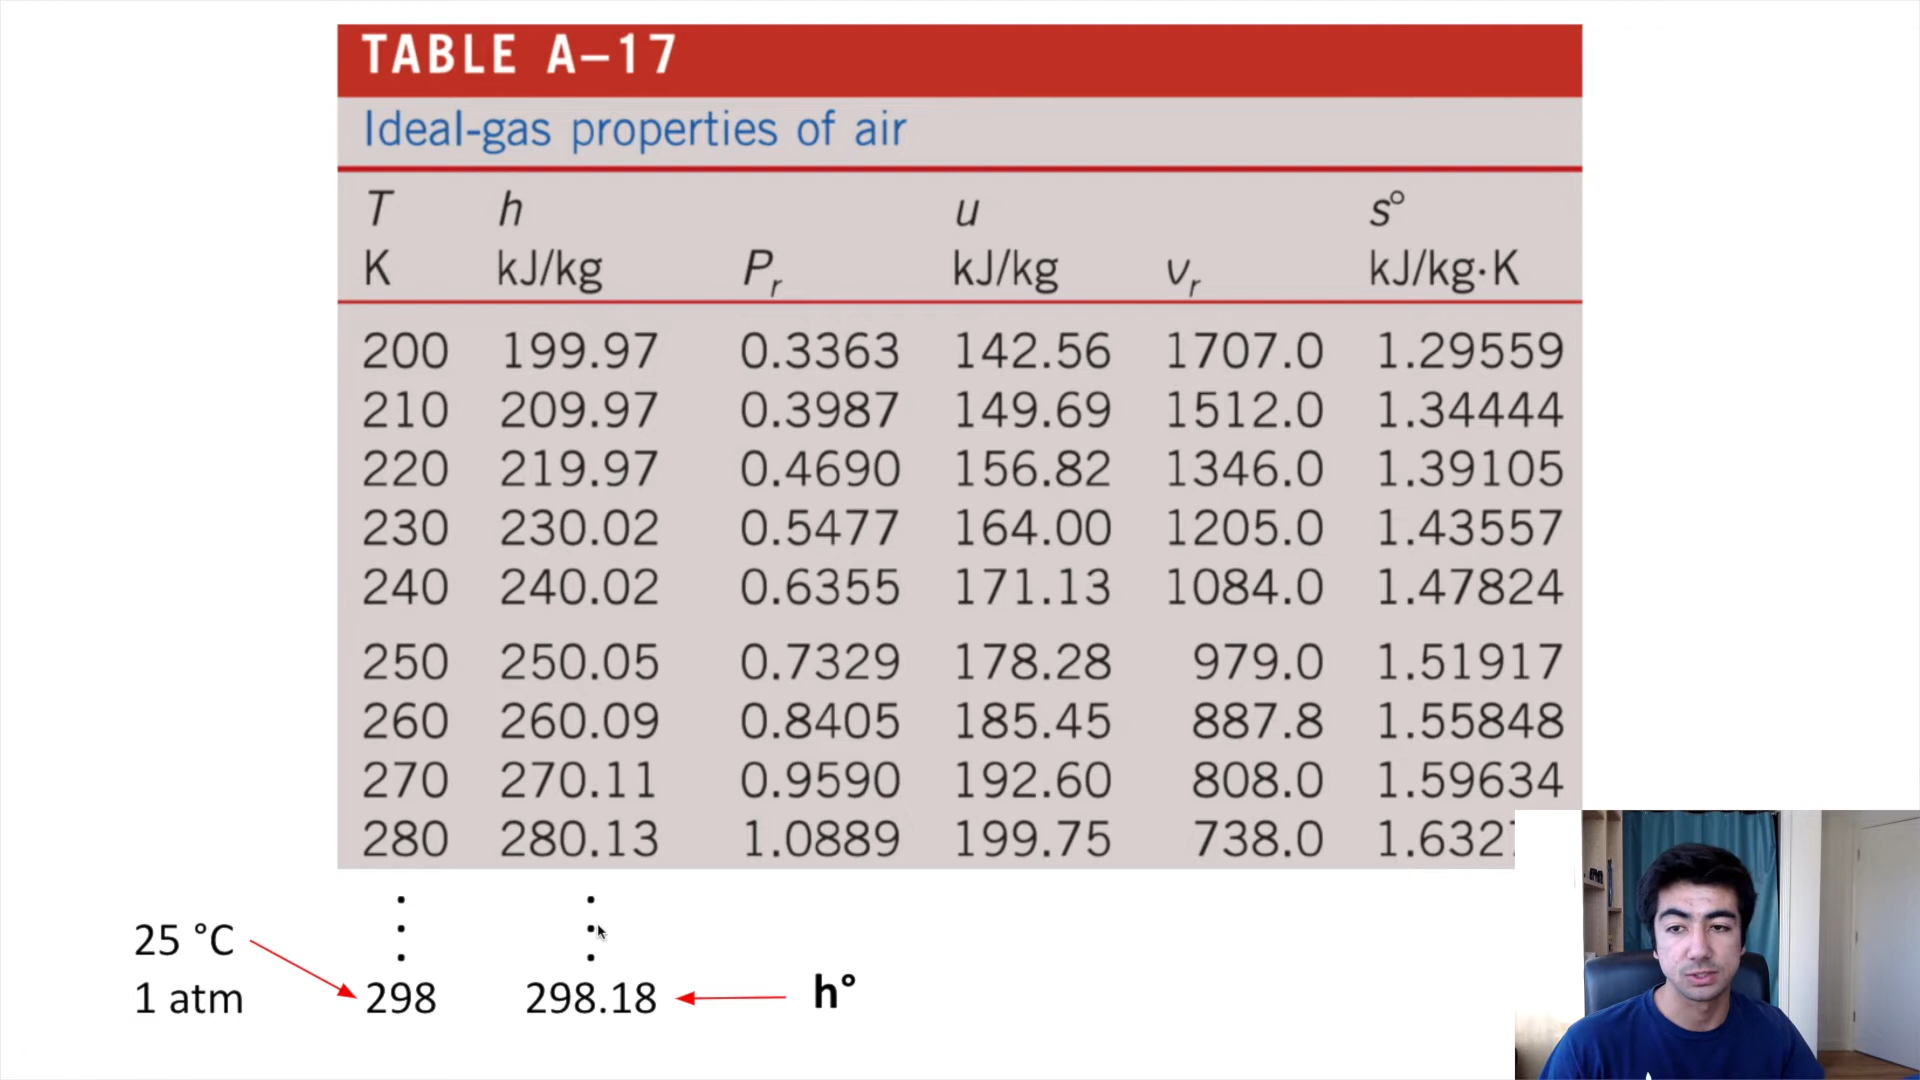 TABLE A–17
Ideal-gas properties of air
T h u s°
K kJ/kg Pr kJ/kg vr kJ/kg·K
200 199.97 0.3363 142.56 1707.0 1.29559
210 209.97 0.3987 149.69 1512.0 1.34444
220 219.97 0.4690 156.82 1346.0 1.39105
230 230.02 0.5477 164.00 1205.0 1.43557
240 240.02 0.6355 171.13 1084.0 1.47824
250 250.05 0.7329 178.28 979.0 1.51917
260 260.09 0.8405 185.45 887.8 1.55848
270 270.11 0.9590 192.60 808.0 1.59634
280 280.13 1.0889 199.75 738.0
25 °C
1 atm 298 298.18 h°